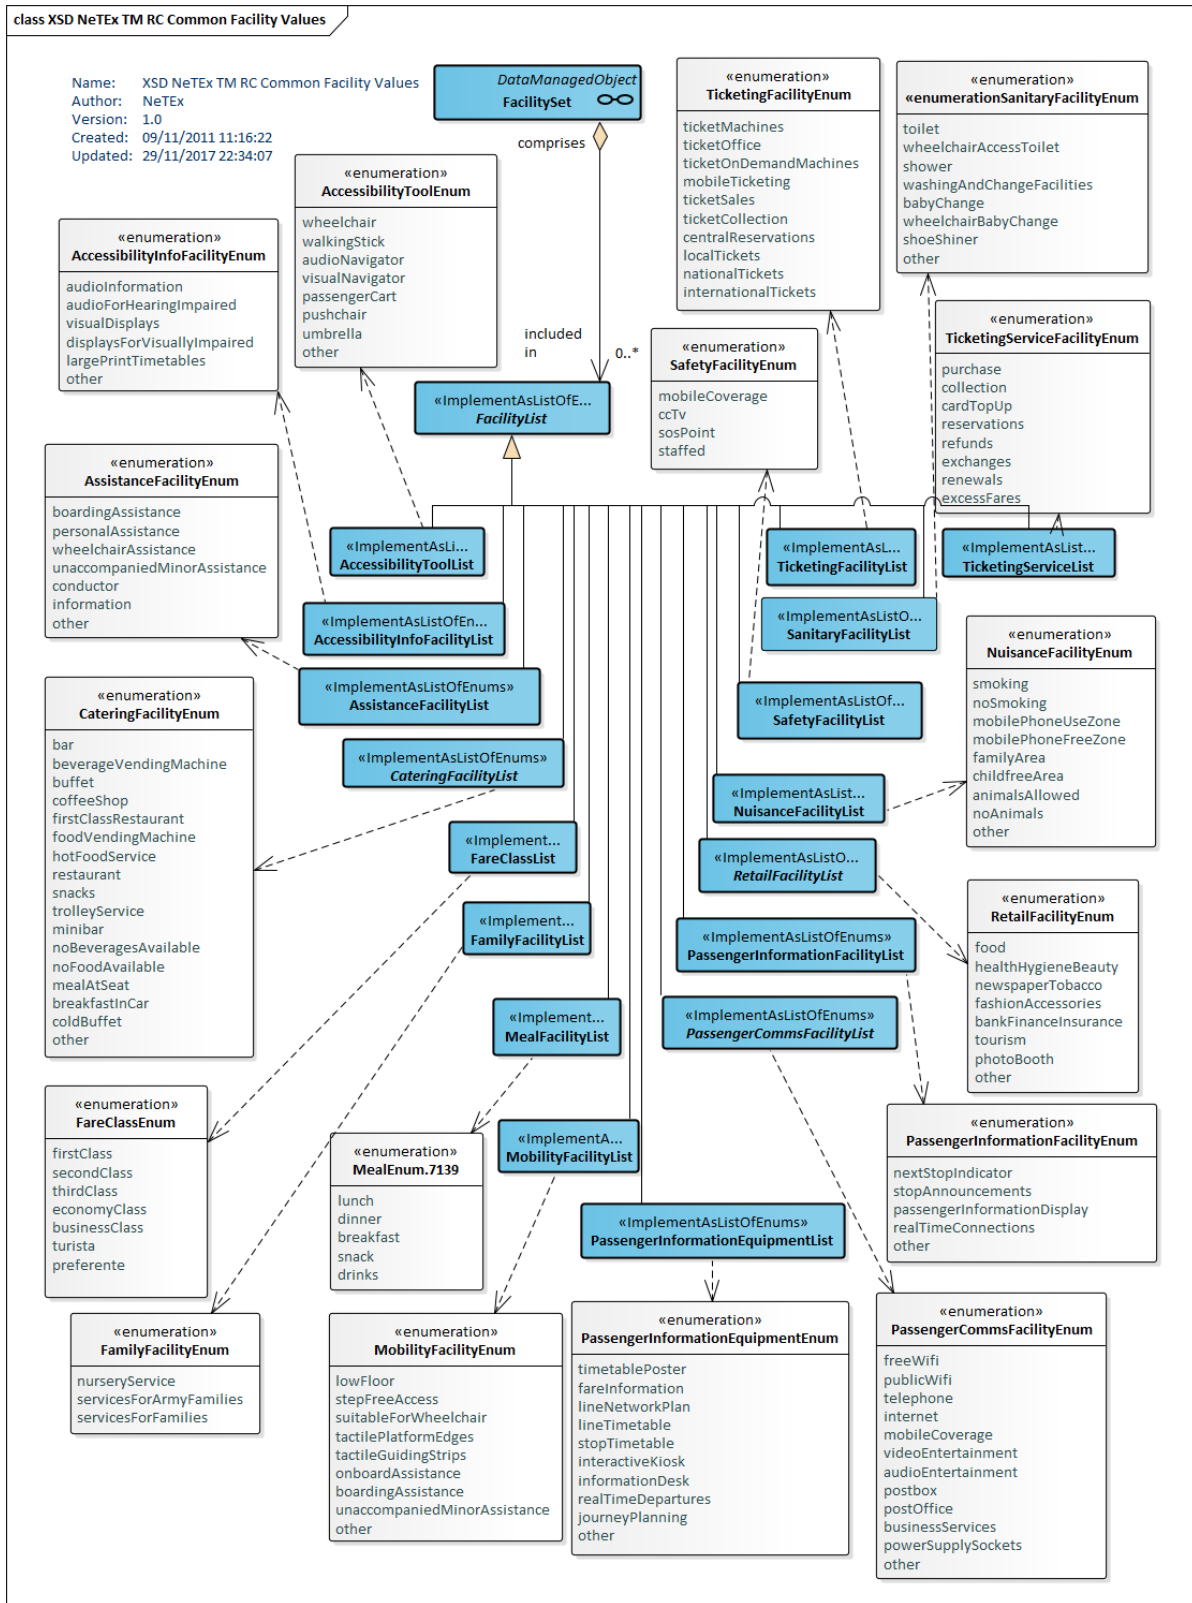 class XSD NeTEx TM RC Common Facility Values
Name: XSD NeTEx TM RC Common Facility Values
Author: NeTEx
Version: 1.0
Created: 09/11/2011 11:16:22
Updated: 29/11/2017 22:34:07
DataManagedObject
FacilitySet
comprises
included
in
0..*
«enumeration»
TicketingFacilityEnum
ticketMachines
ticketOffice
ticketOnDemandMachines
mobileTicketing
ticketSales
ticketCollection
centralReservations
localTickets
nationalTickets
internationalTickets
«enumeration»
«enumerationSanitaryFacilityEnum
toilet
wheelchairAccessToilet
shower
washingAndChangeFacilities
babyChange
wheelchairBabyChange
shoeShiner
other
«enumeration»
AccessibilityToolEnum
wheelchair
walkingStick
audioNavigator
visualNavigator
passengerCart
pushchair
umbrella
other
«enumeration»
AccessibilityInfoFacilityEnum
audioInformation
audioForHearingImpaired
visualDisplays
displaysForVisuallyImpaired
largePrintTimetables
other
«enumeration»
SafetyFacilityEnum
mobileCoverage
ccTv
sosPoint
staffed
«enumeration»
TicketingServiceFacilityEnum
purchase
collection
cardTopUp
reservations
refunds
exchanges
renewals
excessFares
«ImplementAsListOfE...
FacilityList
«enumeration»
AssistanceFacilityEnum
boardingAssistance
personalAssistance
wheelchairAssistance
unaccompaniedMinorAssistance
conductor
information
other
«ImplementAsLi...
AccessibilityToolList
«ImplementAsL...
TicketingFacilityList
«ImplementAsList...
TicketingServiceList
«ImplementAsListOfEn...
AccessibilityInfoFacilityList
«ImplementAsListO...
SanitaryFacilityList
«ImplementAsListOfEnums»
AssistanceFacilityList
«ImplementAsListOf...
SafetyFacilityList
«enumeration»
NuisanceFacilityEnum
smoking
noSmoking
mobilePhoneUseZone
mobilePhoneFreeZone
familyArea
childfreeArea
animalsAllowed
noAnimals
other
«enumeration»
CateringFacilityEnum
bar
beverageVendingMachine
buffet
coffeeShop
firstClassRestaurant
foodVendingMachine
hotFoodService
restaurant
snacks
trolleyService
minibar
noBeveragesAvailable
noFoodAvailable
mealAtSeat
breakfastInCar
coldBuffet
other
«ImplementAsListOfEnums»
CateringFacilityList
«ImplementAsList...
NuisanceFacilityList
«Implement...
FareClassList
«ImplementAsListO...
RetailFacilityList
«enumeration»
RetailFacilityEnum
food
healthHygieneBeauty
newspaperTobacco
fashionAccessories
bankFinanceInsurance
tourism
photoBooth
other
«Implement...
FamilyFacilityList
«ImplementAsListOfEnums»
PassengerInformationFacilityList
«Implement...
MealFacilityList
«ImplementAsListOfEnums»
PassengerCommsFacilityList
«enumeration»
FareClassEnum
firstClass
secondClass
thirdClass
economyClass
businessClass
turista
preferente
«enumeration»
MealEnum.7139
lunch
dinner
breakfast
snack
drinks
«ImplementA...
MobilityFacilityList
«enumeration»
PassengerInformationFacilityEnum
nextStopIndicator
stopAnnouncements
passengerInformationDisplay
realTimeConnections
other
«ImplementAsListOfEnums»
PassengerInformationEquipmentList
«enumeration»
FamilyFacilityEnum
nurseryService
servicesForArmyFamilies
servicesForFamilies
«enumeration»
MobilityFacilityEnum
lowFloor
stepFreeAccess
suitableForWheelchair
tactilePlatformEdges
tactileGuidingStrips
onboardAssistance
boardingAssistance
unaccompaniedMinorAssistance
other
«enumeration»
PassengerInformationEquipmentEnum
timetablePoster
fareInformation
lineNetworkPlan
lineTimetable
stopTimetable
interactiveKiosk
informationDesk
realTimeDepartures
journeyPlanning
other
«enumeration»
PassengerCommsFacilityEnum
freeWifi
publicWifi
telephone
internet
mobileCoverage
videoEntertainment
audioEntertainment
postbox
postOffice
businessServices
powerSupplySockets
other